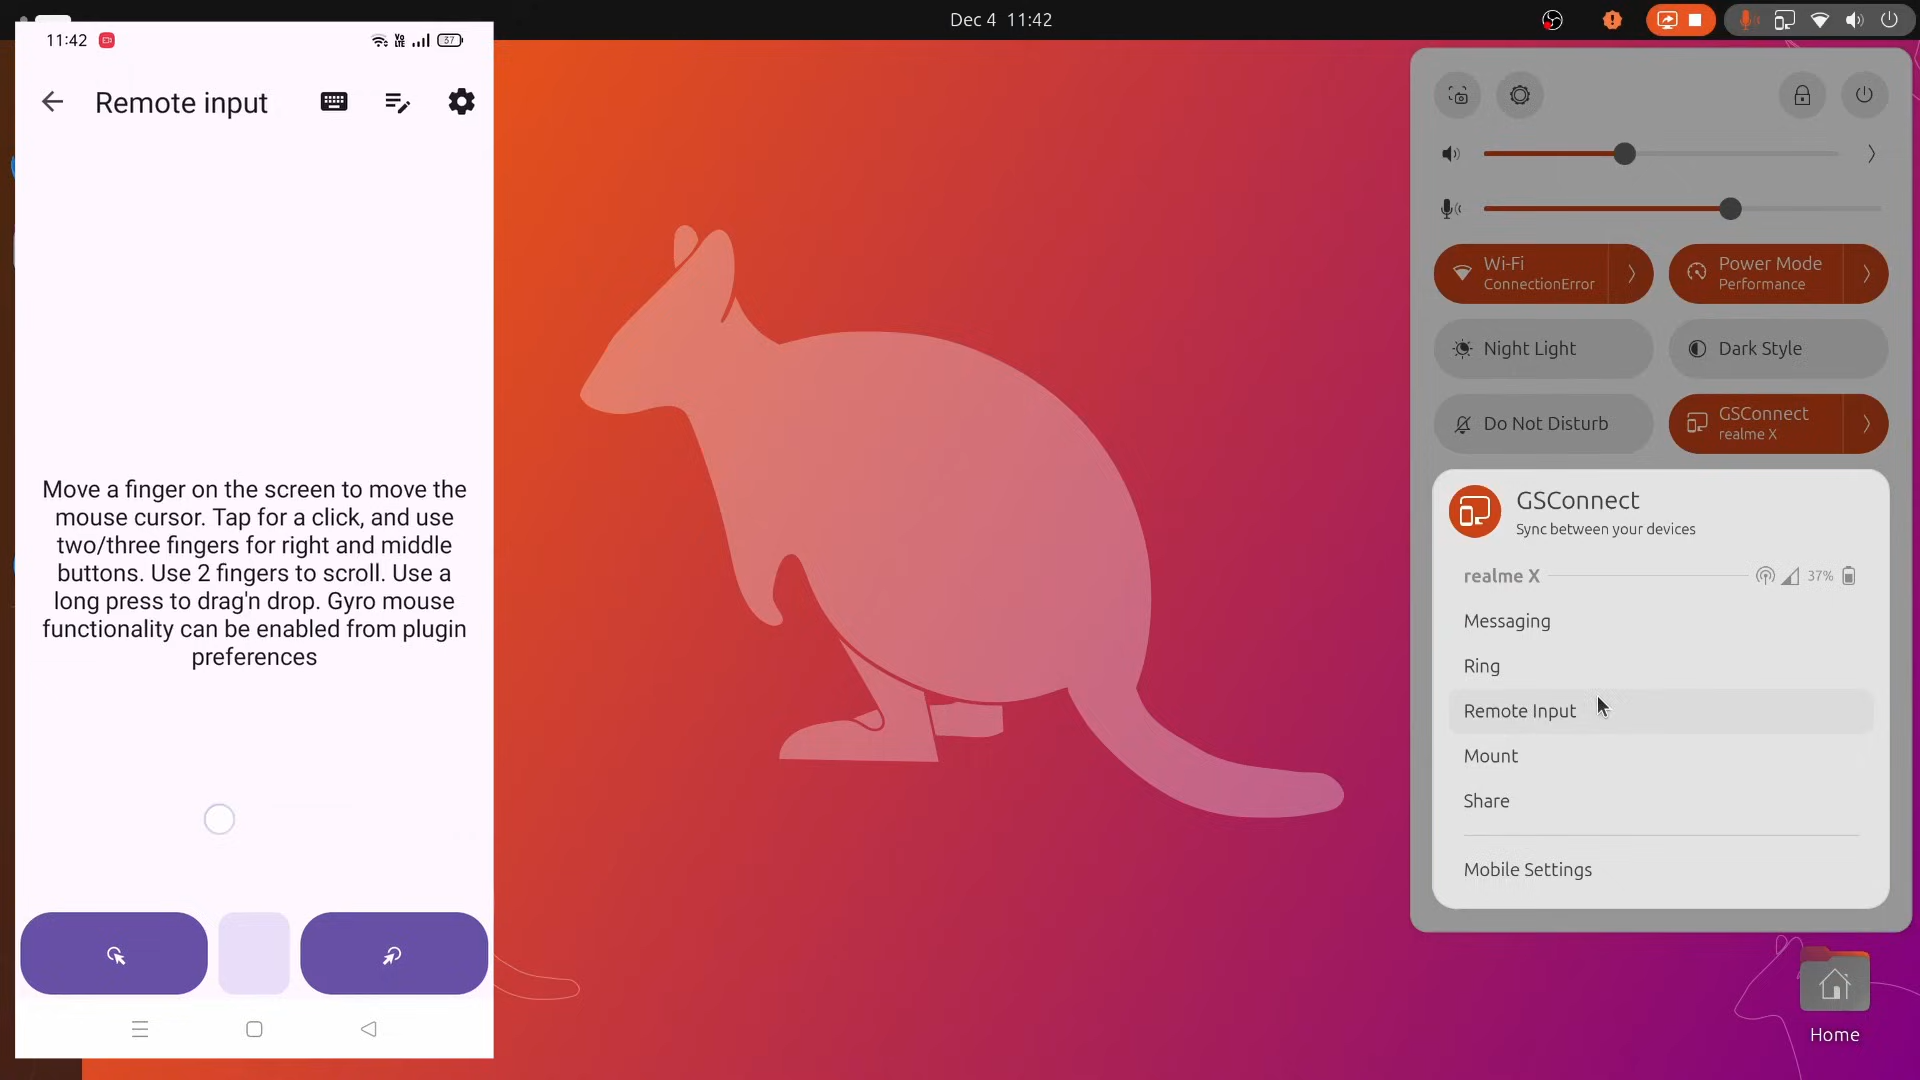 Dec 4 11:42
11:42
Vo
LTE
37
Remote input
Move a finger on the screen to move the
mouse cursor. Tap for a click, and use
two/three fingers for right and middle
buttons. Use 2 fingers to scroll. Use a
long press to drag'n drop. Gyro mouse
functionality can be enabled from plugin
preferences
Wi-Fi
ConnectionError
Power Mode
Performance
Night Light
Dark Style
Do Not Disturb
GSConnect
realme X
GSConnect
Sync between your devices
realme X
37%
Messaging
Ring
Remote Input
Mount
Share
Mobile Settings
Home